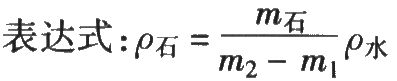 表达式:ρ石 = m石 / (m₂ − m₁) ρ水